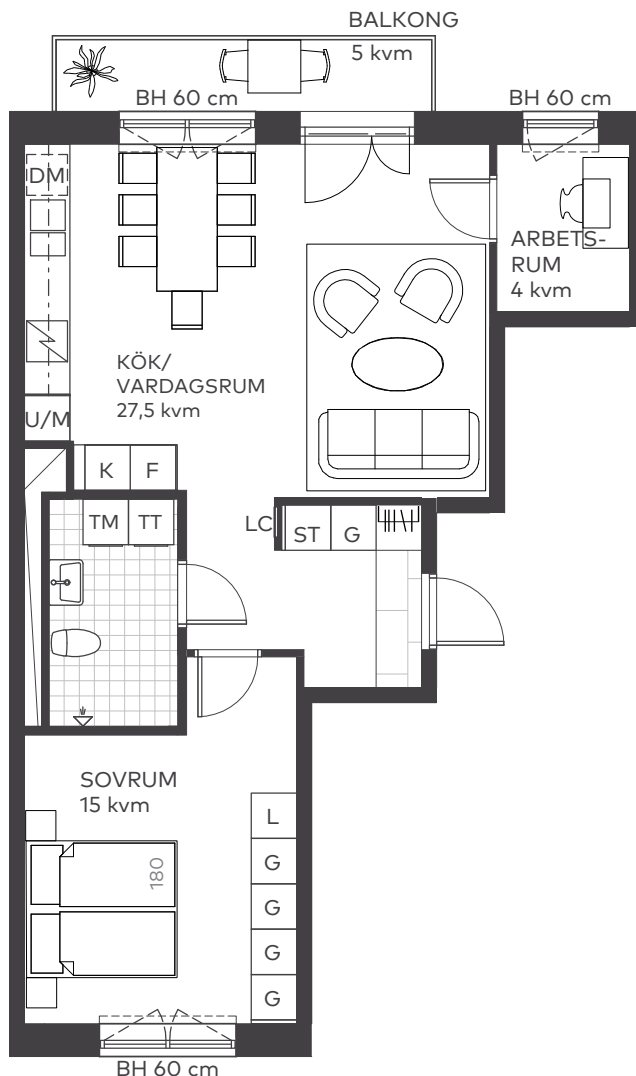 BALKONG
5 kvm
BH 60 cm
BH 60 cm
DM
ARBETS-
RUM
4 kvm
KÖK/
VARDAGSRUM
27,5 kvm
U/M
K F
TM TT
LC
ST G
SOVRUM
15 kvm
180
L
G
G
G
G
BH 60 cm